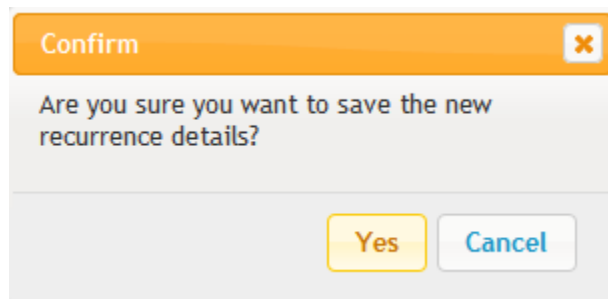 Confirm
Are you sure you want to save the new
recurrence details?
Yes
Cancel